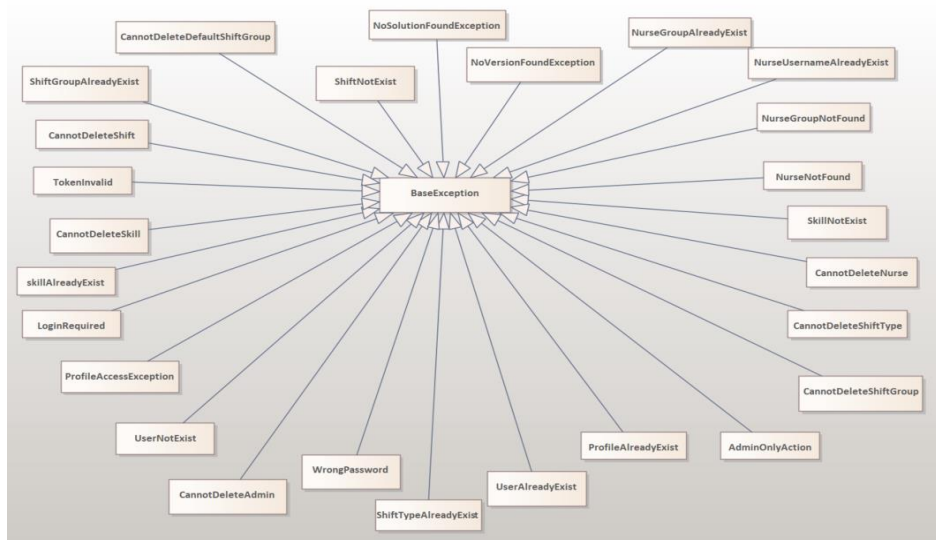 NoSolutionFoundException
NurseGroupAlreadyExist
CannotDeleteDefaultShiftGroup
NoVersionFoundException
NurseUsernameAlreadyExist
ShiftGroupAlreadyExist
ShiftNotExist
NurseGroupNotFound
CannotDeleteShift
NurseNotFound
TokenInvalid
BaseException
SkillNotExist
CannotDeleteSkill
CannotDeleteNurse
skillAlreadyExist
LoginRequired
CannotDeleteShiftType
ProfileAccessException
CannotDeleteShiftGroup
UserNotExist
ProfileAlreadyExist
AdminOnlyAction
WrongPassword
CannotDeleteAdmin
UserAlreadyExist
ShiftTypeAlreadyExist